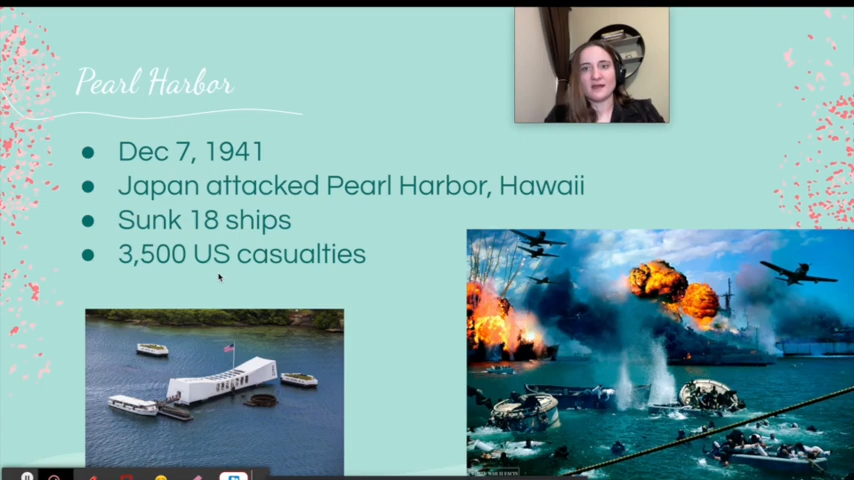 Pearl Harbor
● Dec 7, 1941
● Japan attacked Pearl Harbor, Hawaii
● Sunk 18 ships
● 3,500 US casualties